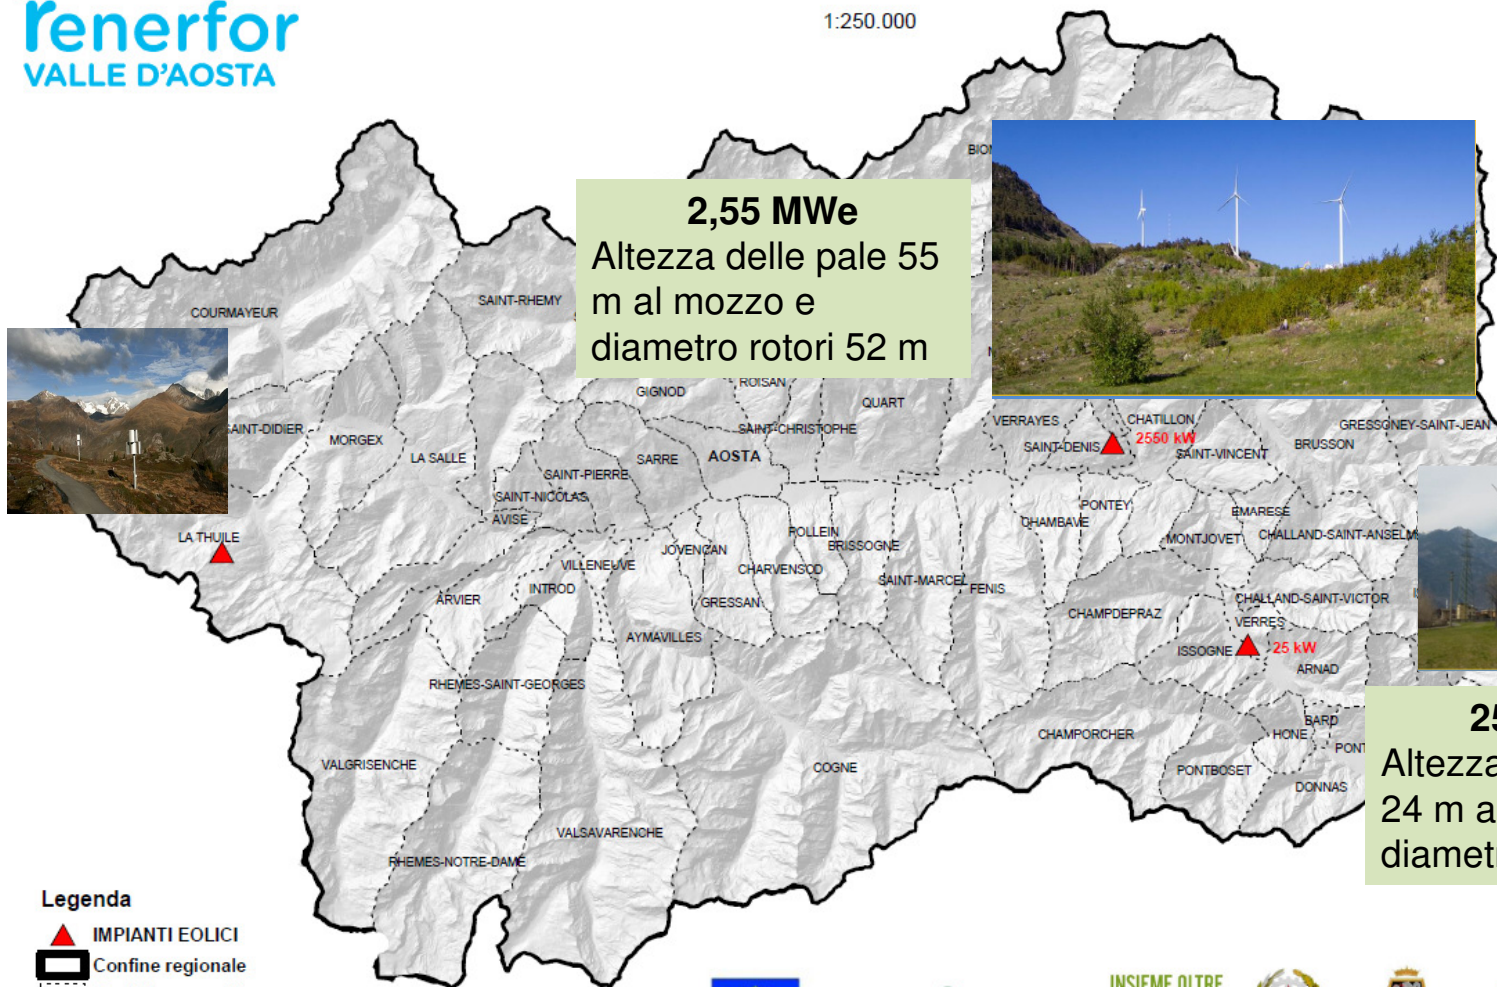 renerfor
VALLE D'AOSTA
1:250.000
2,55 MWe
Altezza delle pale 55
m al mozzo e
diametro rotori 52 m
COURMAYEUR
SAINT-RHEMY
GIGNOD
ROISAN
QUART
VERRAYES
CHATILLON
2550 kW
GRESSONEY-SAINT-JEAN
MORGEX
LA SALLE
SAINT-PIERRE
SARRE
AOSTA
SAINT-CHRISTOPHE
SAINT-DENIS
SAINT-VINCENT
BRUSSON
SAINT-NICOLAS
AVISE
PONTEY
CHAMBAVE
EMARESE
MONTJOVET
LA THUILE
JOVENCAN
POLLEIN
BRISSOGNE
CHARVENSOD
VILLENEUVE
INTROD
ARVIER
GRESSAN
SAINT-MARCEL
FENIS
CHALLAND-SAINT-VICTOR
CHAMPDEPRAZ
VERRES
AYMAVILLES
ISSOGNE
25 kW
ARNAD
RHEMES-SAINT-GEORGES
CHAMPORCHER
BARD
HONE
VALGRISENCHE
COGNE
PONTBOSET
DONNAS
Altezza
24 m a
VALSAVARENCHE
RHEMES-NOTRE-DAME
Legenda
IMPIANTI EOLICI
Confine regionale
INSIEME OLTRE